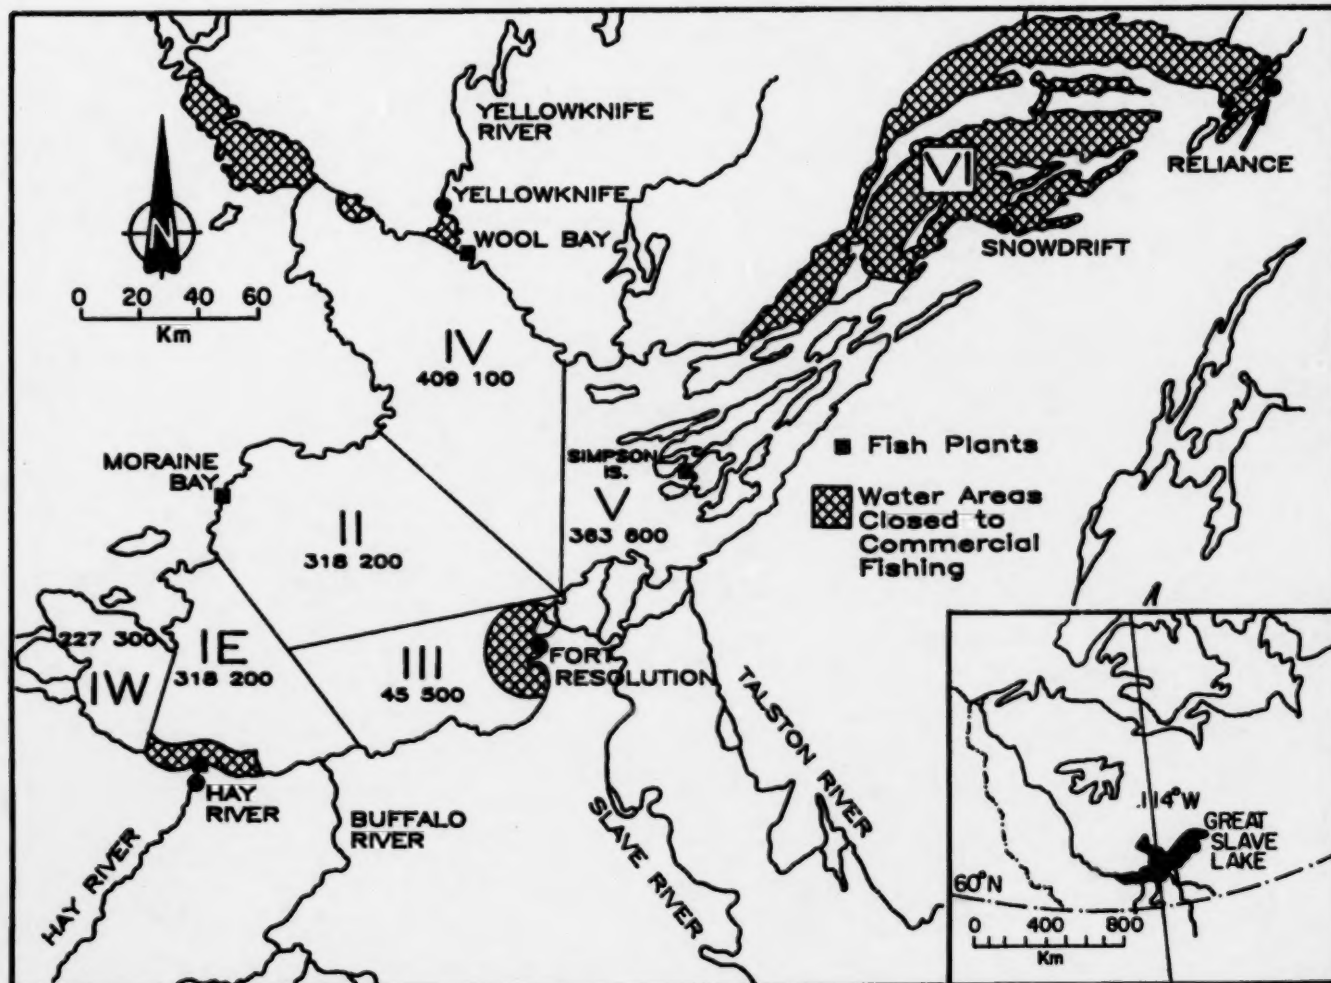 YELLOWKNIFE
RIVER
YELLOWKNIFE
WOOL BAY
VI
RELIANCE
SNOWDRIFT
N
0 20 40 60
Km
IV
409 100
MORAINE
BAY
SIMPSON
IS.
V
363 600
Fish Plants
Water Areas
Closed to
Commercial
Fishing
II
318 200
227 300
IW
IE
318 200
III
45 500
FORT
RESOLUTION
HAY
RIVER
HAY RIVER
BUFFALO
RIVER
SLAVE RIVER
TALSTON RIVER
114°W
GREAT
SLAVE
LAKE
60°N
0 400 800
Km